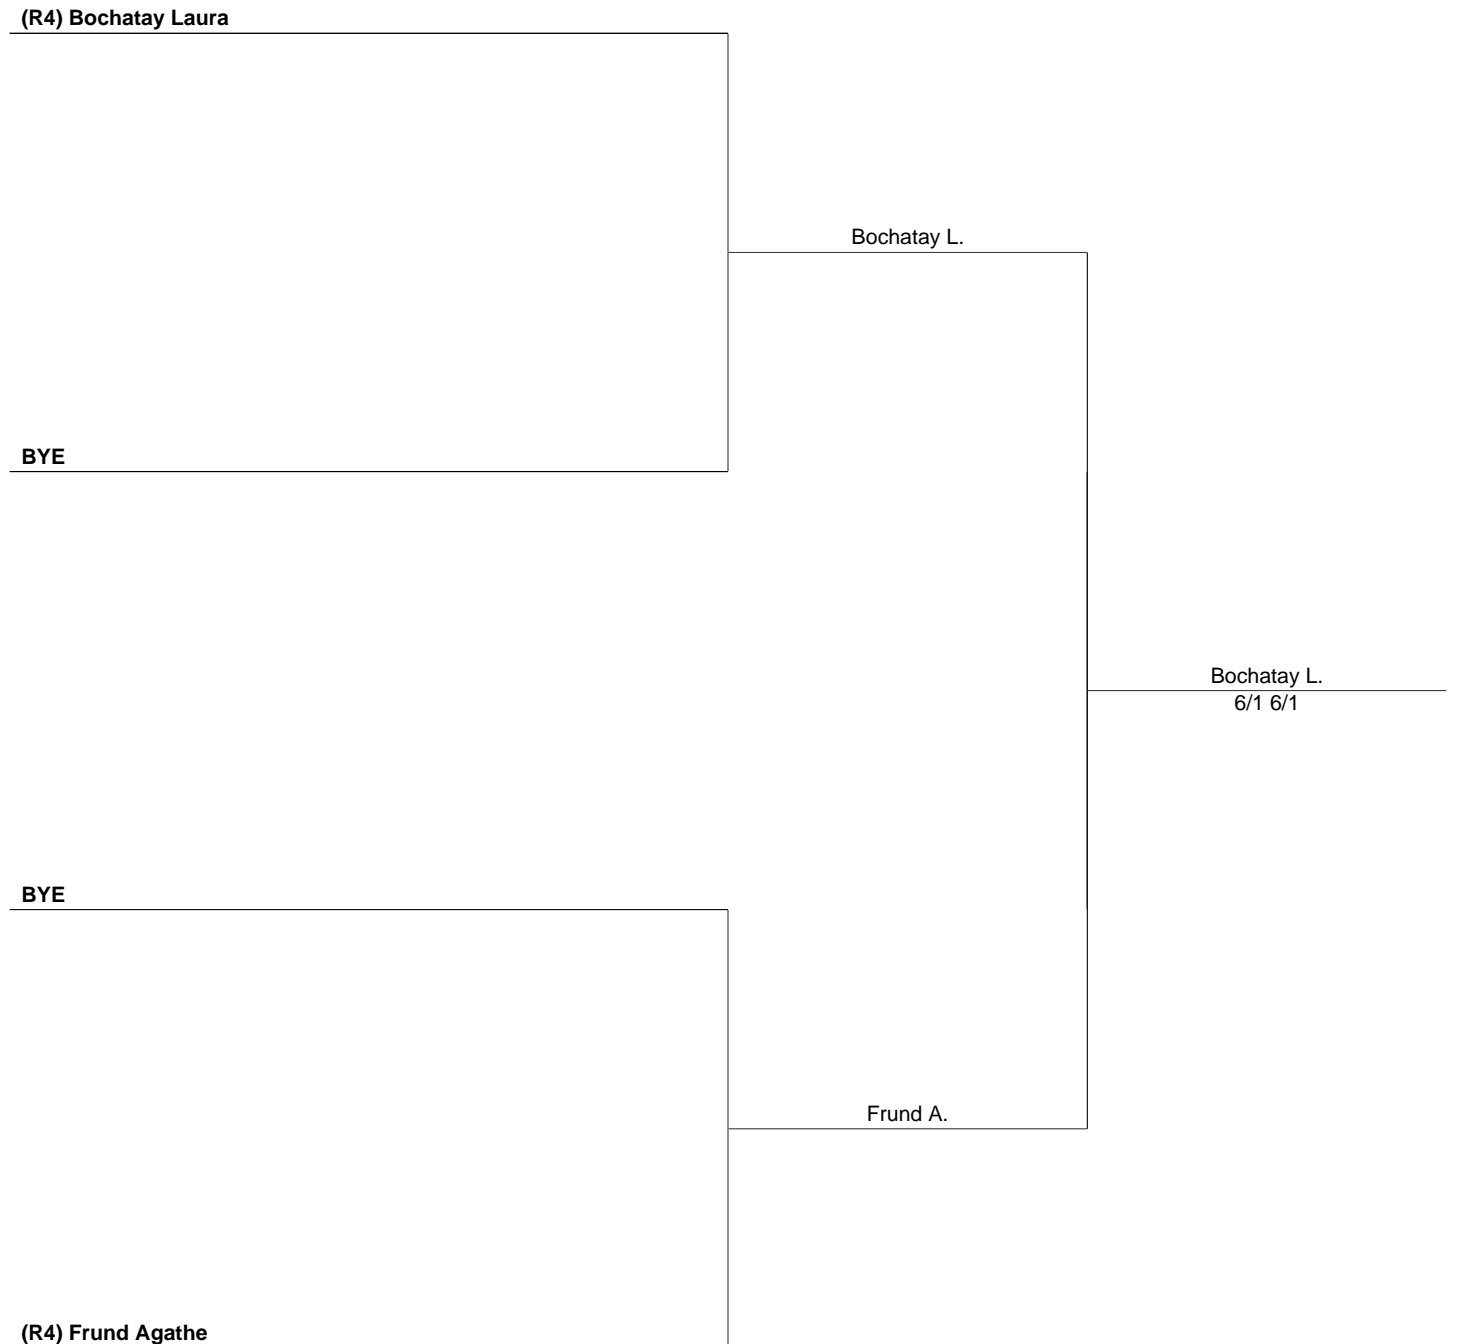 (R4) Bochatay Laura
Bochatay L.
BYE
Bochatay L.
6/1 6/1
BYE
Frund A.
(R4) Frund Agathe